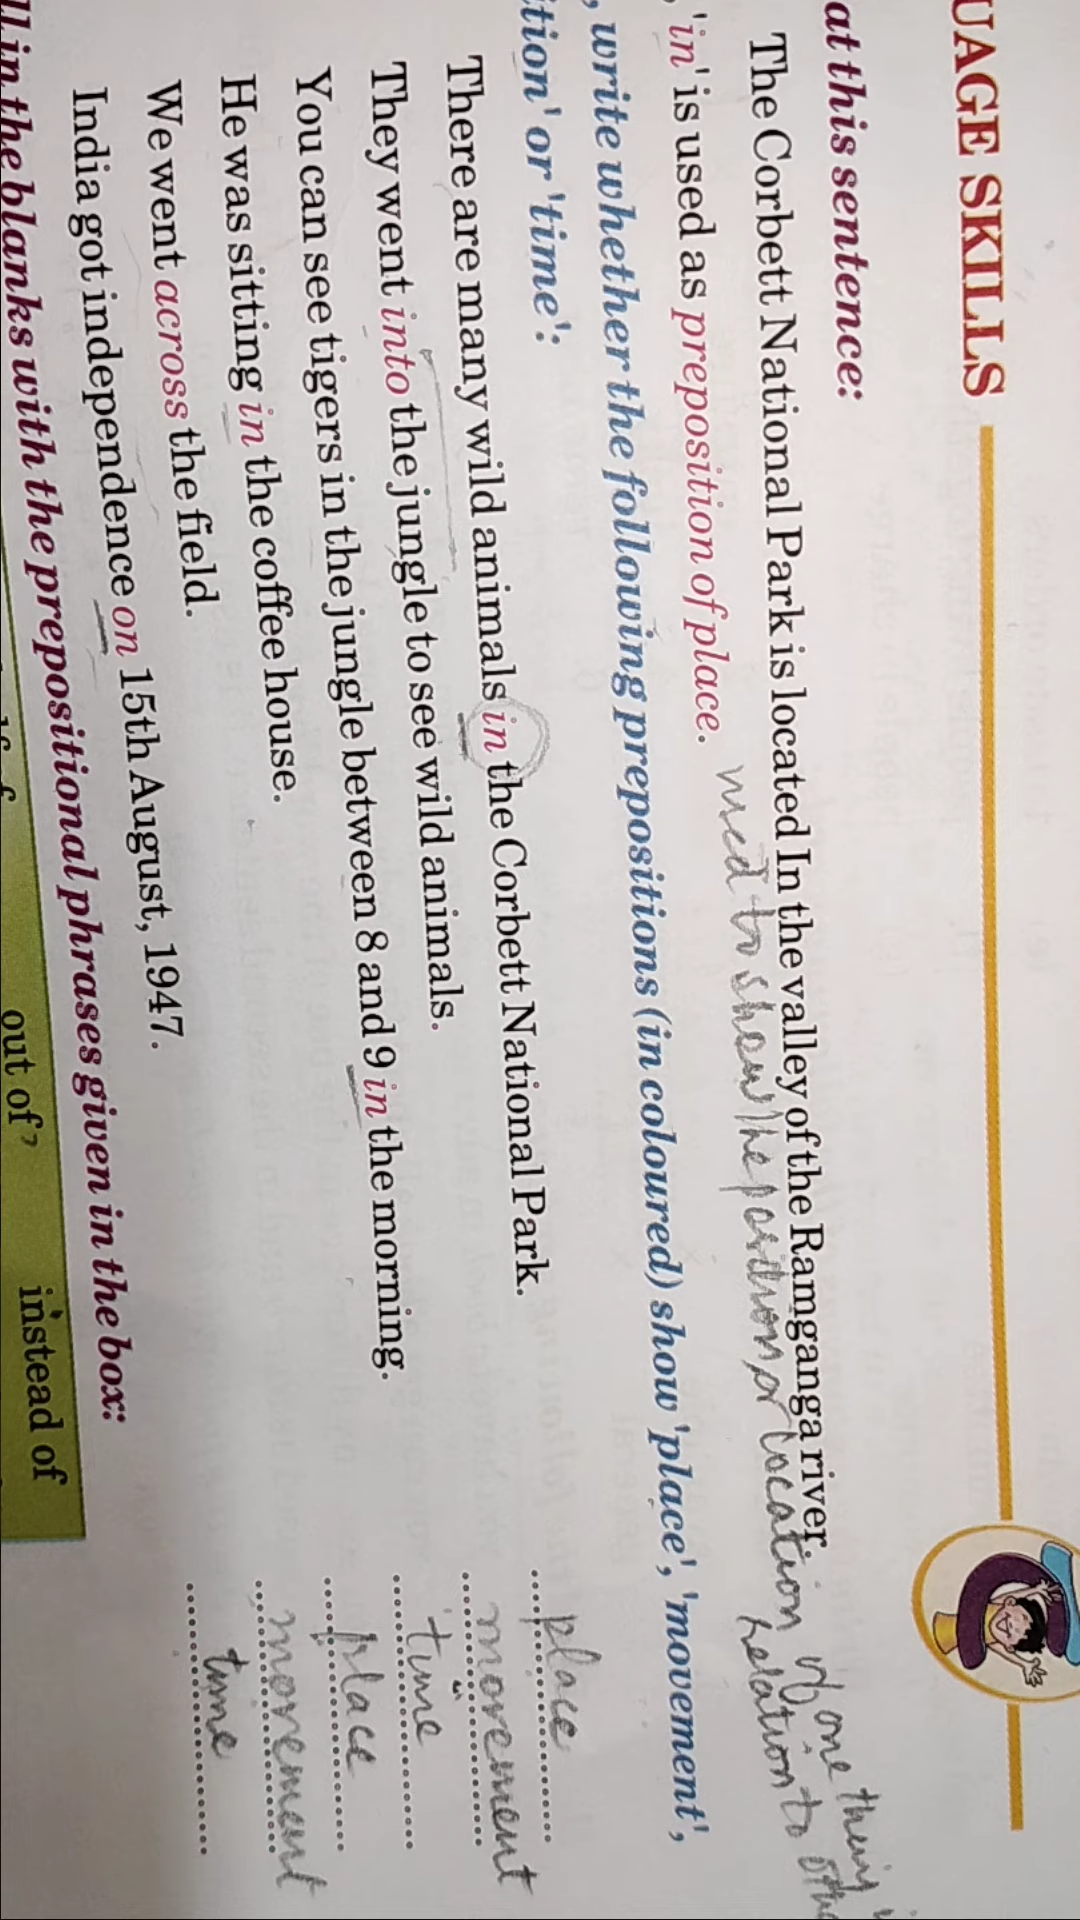 UAGE SKILLS
at this sentence:
The Corbett National Park is located In the valley of the Ramganga river
, 'in' is used as preposition of place. used to show the position or location of one thing
relation to
, write whether the following prepositions (in coloured) show 'place', 'movement',
ition' or 'time':
There are many wild animals in the Corbett National Park. place
They went into the jungle to see wild animals. movement
You can see tigers in the jungle between 8 and 9 in the morning. time
He was sitting in the coffee house. place
We went across the field. movement
India got independence on 15th August, 1947. time
ll in the blanks with the prepositional phrases given in the box:
out of, instead of